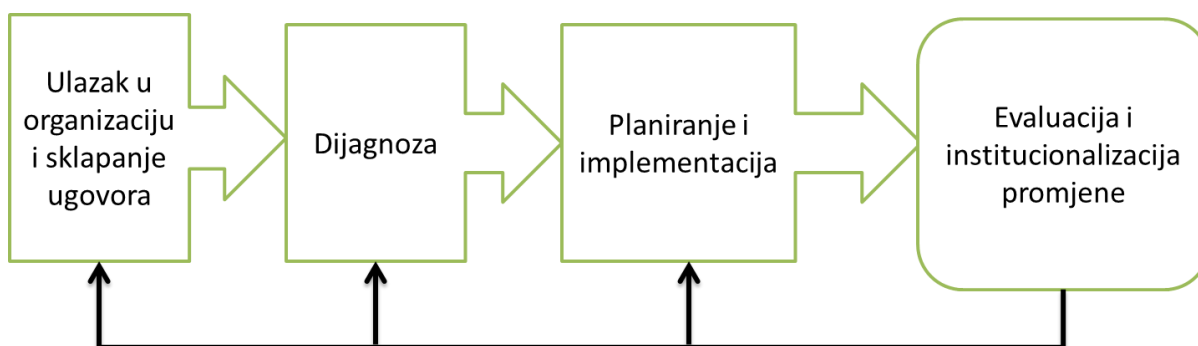 Ulazak u
organizaciju
i sklapanje
ugovora
Dijagnoza
Planiranje i
implementacija
Evaluacija i
institucionalizacija
promjene